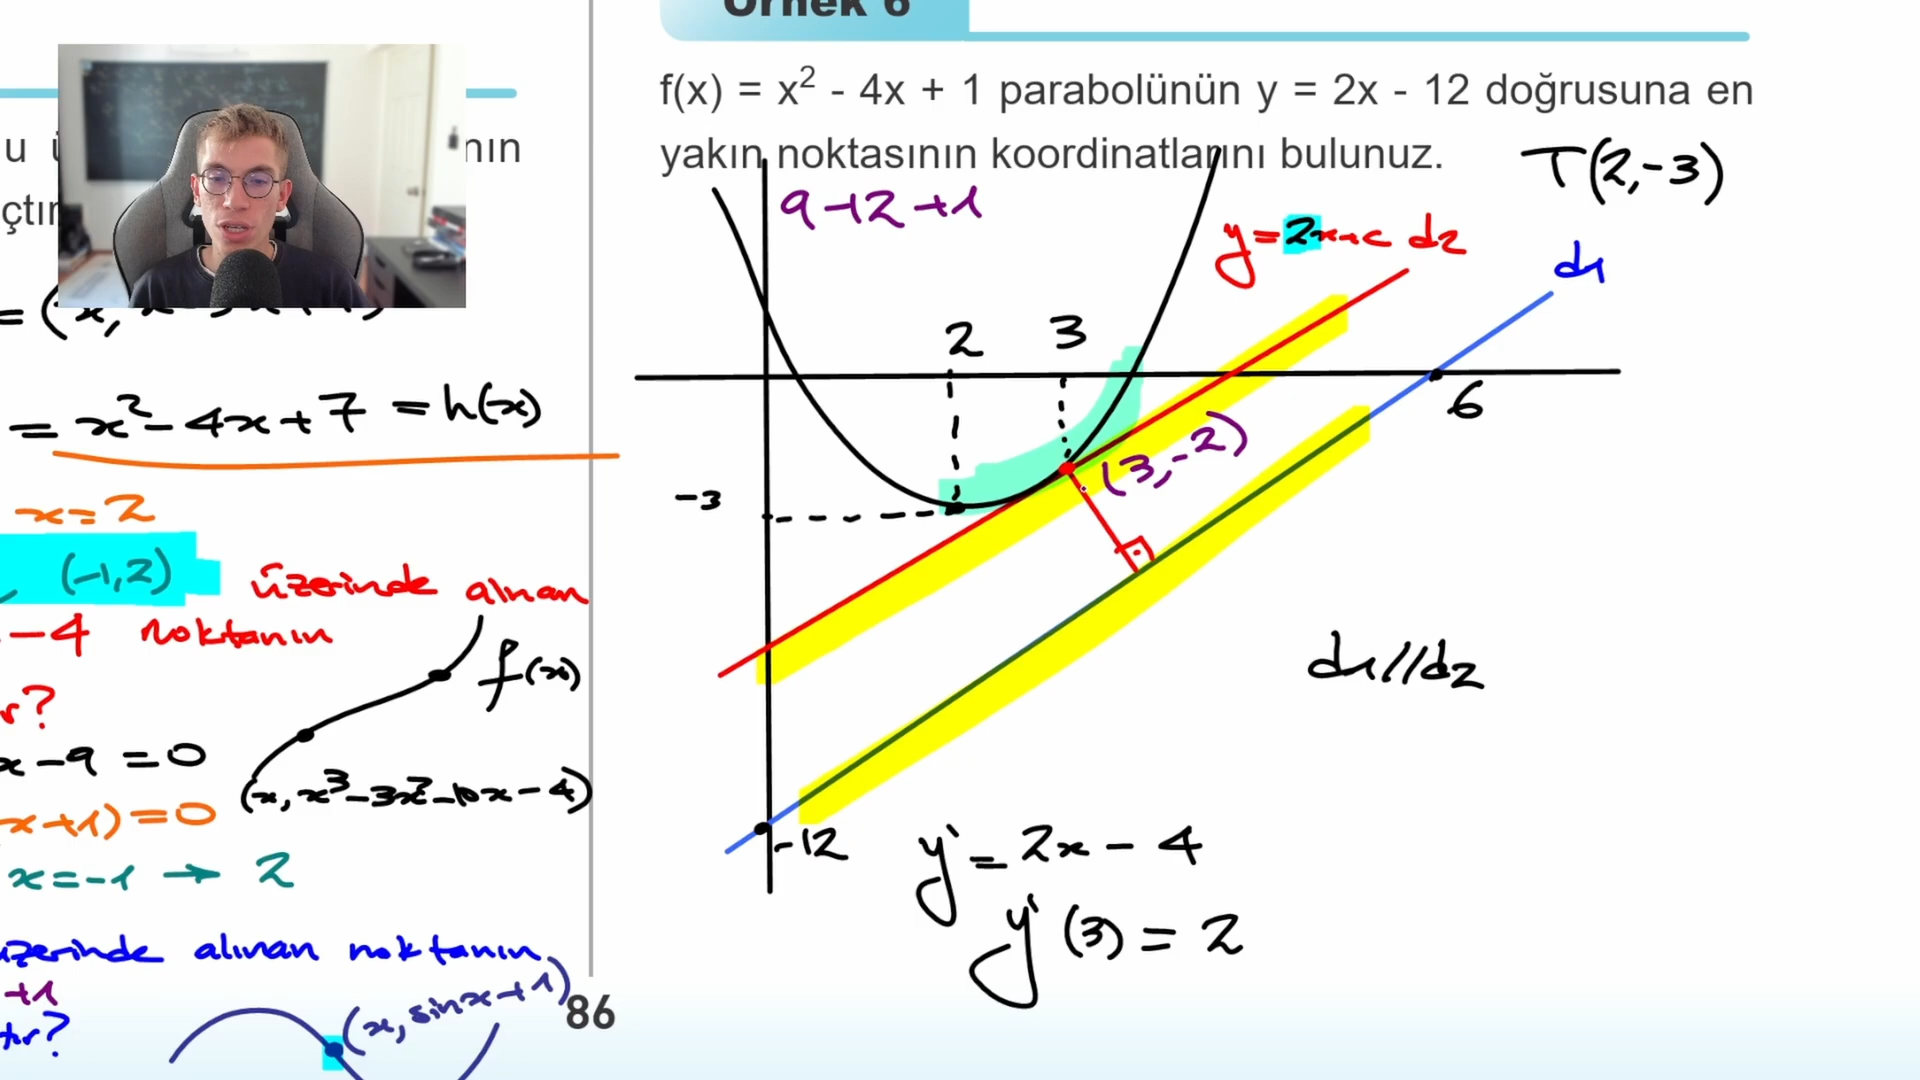 Örnek 6
f(x) = x² - 4x + 1 parabolünün y = 2x - 12 doğrusuna en
yakın noktasının koordinatlarını bulunuz.
T(2,-3)
9-12+1
y=2x+c d2
d1
2
3
6
(3,-2)
-3
d1//d2
-12
y' = 2x - 4
y'(3) = 2
nın
= x² - 4x + 7 = h(x)
x=2
(-1,2) üzerinde alınan
-4 noktanın
f(x)
r?
x-9 =0
(x, x³-3x²-10x-4)
x+1)=0
x=-1 → 2
üzerinde alınan noktanın
+1
(x, sinx+1)
tır?
86